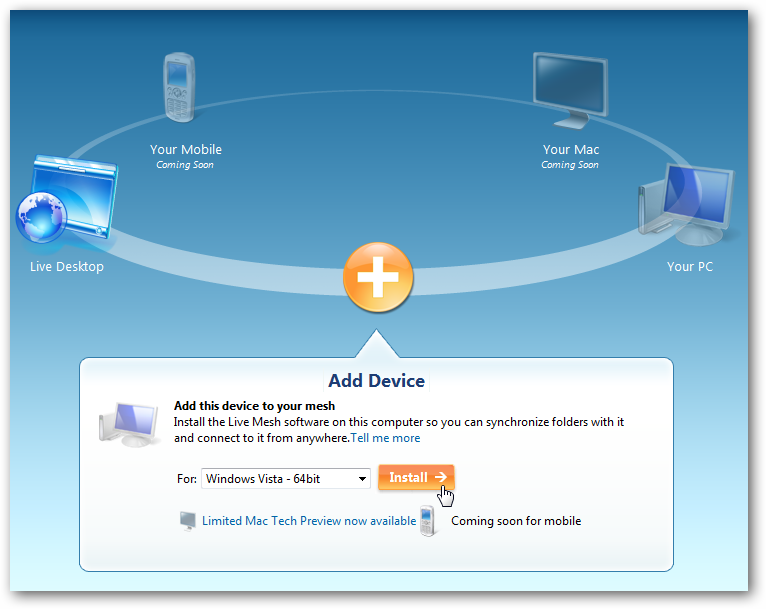 Your Mobile
Coming Soon
Your Mac
Coming Soon
Live Desktop
Your PC
Add Device
Add this device to your mesh
Install the Live Mesh software on this computer so you can synchronize folders with it
and connect to it from anywhere.Tell me more
For: Windows Vista - 64bit Install
Limited Mac Tech Preview now available Coming soon for mobile